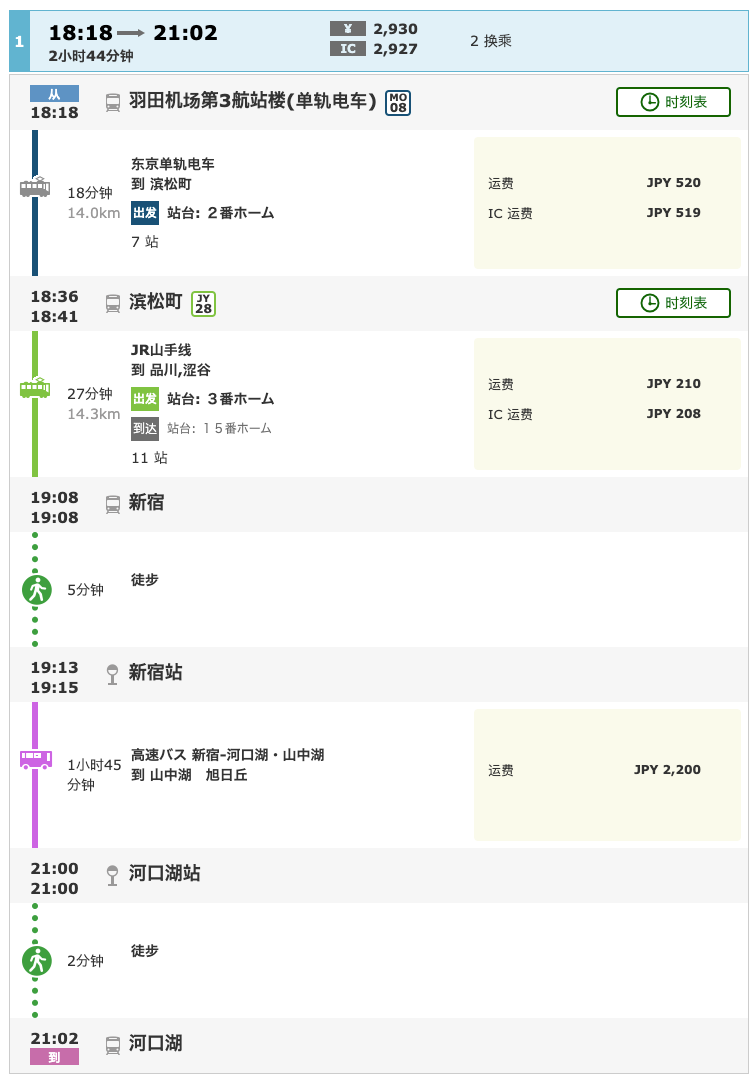 1
18:18 21:02
2小时44分钟
¥ 2,930
IC 2,927
2 换乘
从
18:18
羽田机场第3航站楼(单轨电车)
MO
08
时刻表
18分钟
14.0km
东京单轨电车
到 滨松町
出发 站台: 2番ホーム
7 站
运费 JPY 520
IC 运费 JPY 519
18:36
18:41
滨松町
JY
28
时刻表
27分钟
14.3km
JR山手线
到 品川,涩谷
出发 站台: 3番ホーム
到达 站台: 15番ホーム
11 站
运费 JPY 210
IC 运费 JPY 208
19:08
19:08
新宿
5分钟
徒步
19:13
19:15
新宿站
1小时45
分钟
高速バス 新宿-河口湖・山中湖
到 山中湖 旭日丘
运费 JPY 2,200
21:00
21:00
河口湖站
2分钟
徒步
21:02
到
河口湖